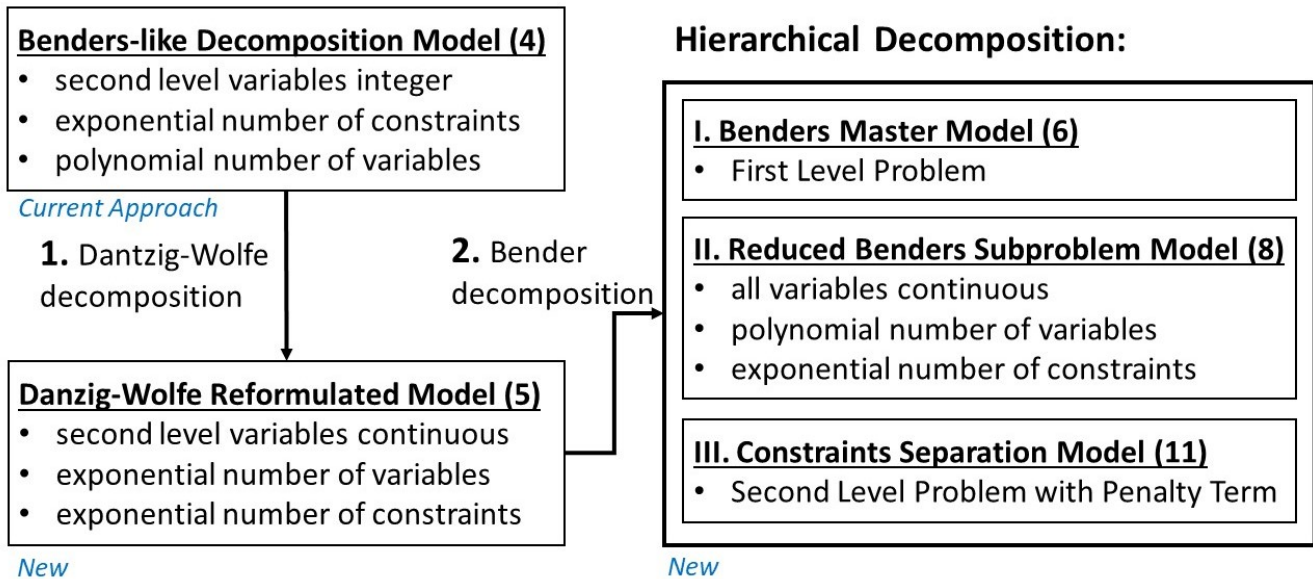 Benders-like Decomposition Model (4)
• second level variables integer
• exponential number of constraints
• polynomial number of variables
Current Approach
1. Dantzig-Wolfe
decomposition
2. Bender
decomposition
Danzig-Wolfe Reformulated Model (5)
• second level variables continuous
• exponential number of variables
• exponential number of constraints
New
Hierarchical Decomposition:
I. Benders Master Model (6)
• First Level Problem
II. Reduced Benders Subproblem Model (8)
• all variables continuous
• polynomial number of variables
• exponential number of constraints
III. Constraints Separation Model (11)
• Second Level Problem with Penalty Term
New